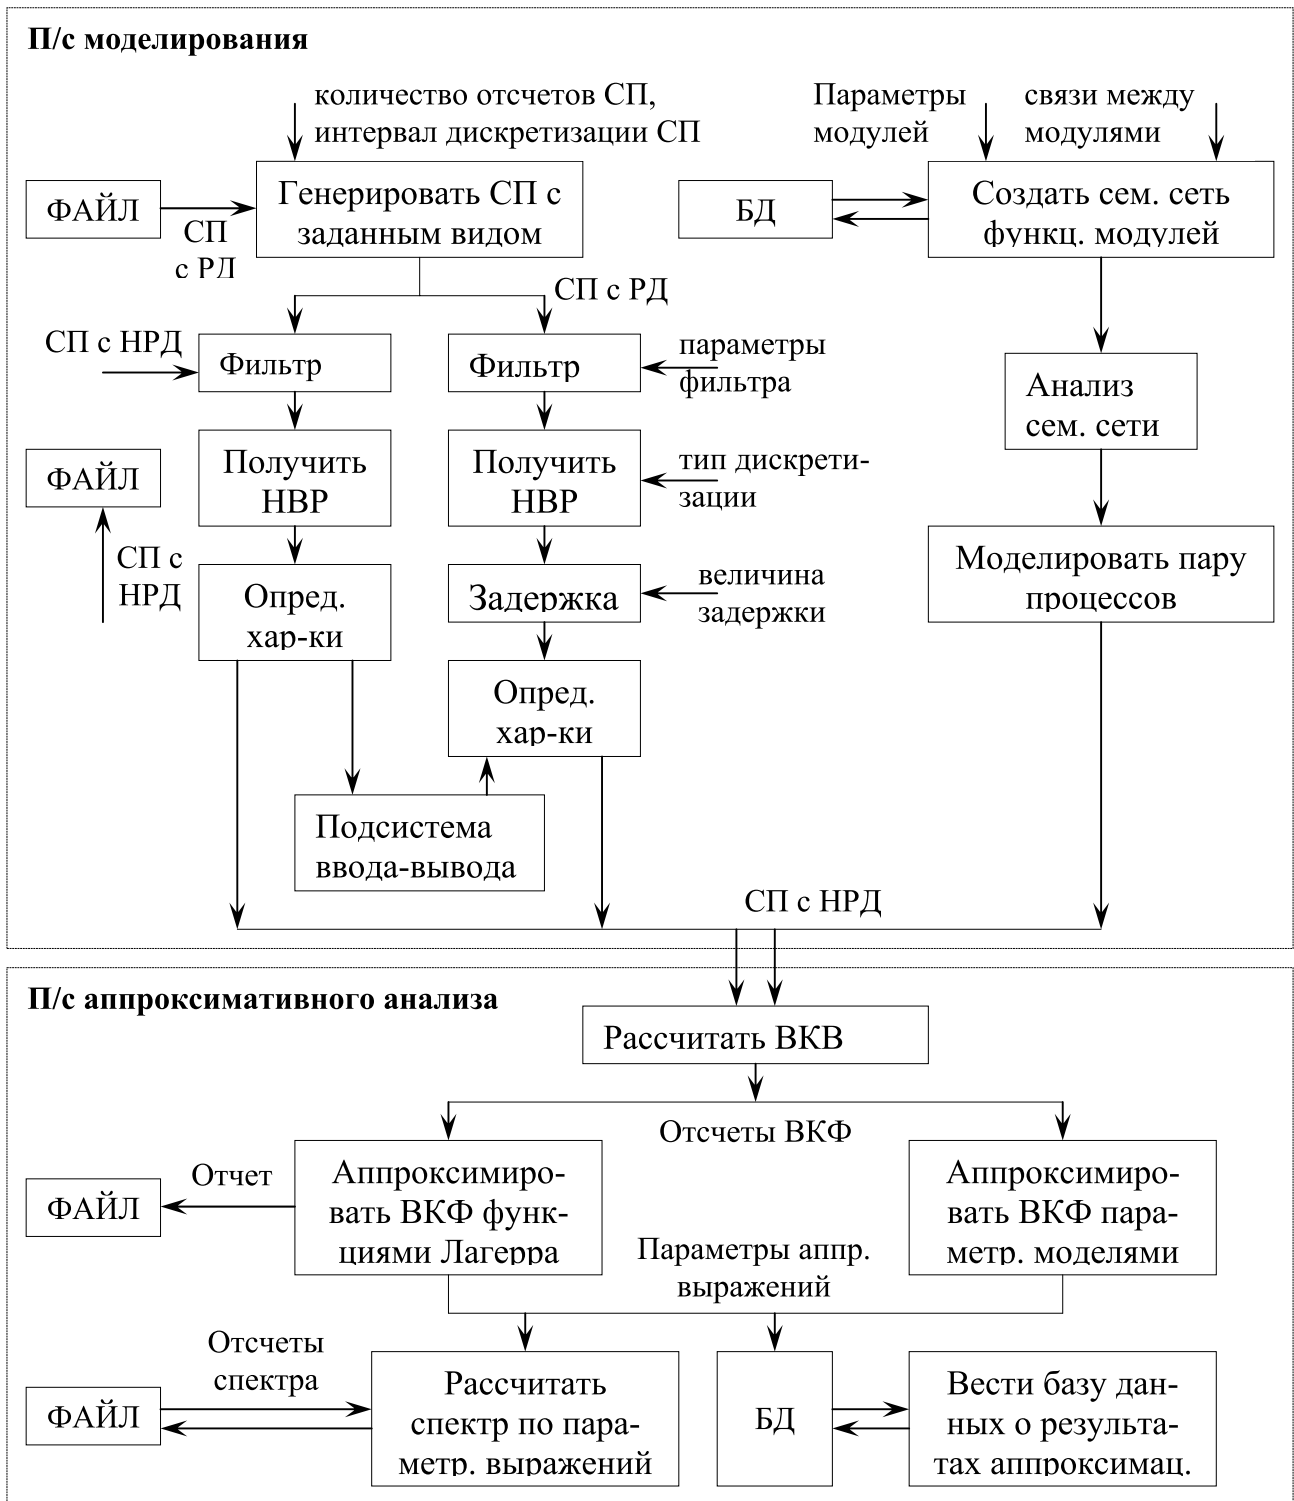 П/с моделирования
количество отсчетов СП,
интервал дискретизации СП
Параметры
модулей
связи между
модулями
ФАЙЛ
СП
с РД
Генерировать СП с
заданным видом
БД
Создать сем. сеть
функц. модулей
СП с РД
СП с НРД
Фильтр
Фильтр
параметры
фильтра
Анализ
сем. сети
ФАЙЛ
Получить
НВР
Получить
НВР
тип дискрети-
зации
СП с
НРД
Опред.
хар-ки
Задержка
величина
задержки
Моделировать пару
процессов
Опред.
хар-ки
Подсистема
ввода-вывода
СП с НРД
П/с аппроксимативного анализа
Рассчитать ВКВ
Отсчеты ВКФ
ФАЙЛ
Отчет
Аппроксимиро-
вать ВКФ функ-
циями Лагерра
Аппроксимиро-
вать ВКФ пара-
метр. моделями
Параметры аппр.
выражений
Отсчеты
спектра
ФАЙЛ
Рассчитать
спектр по пара-
метр. выражений
БД
Вести базу дан-
ных о результа-
тах аппроксимац.